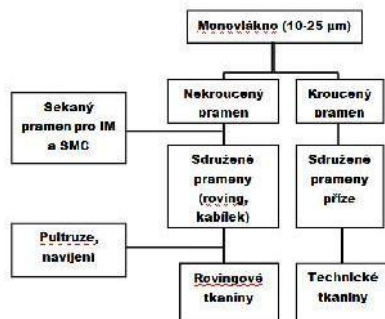 Monovlákno (10-25 µm)
Nekroucený
pramen
Kroucený
pramen
Sekaný
pramen pro IM
a SMC
Sdružené
prameny
(roving,
kabílek)
Sdružené
prameny
příze
Pultruze,
navíjení
Rovingové
tkaniny
Technické
tkaniny